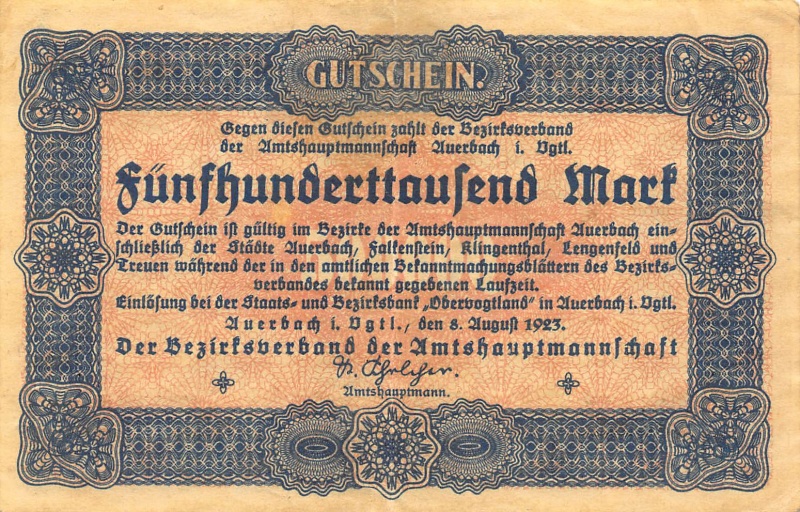 GUTSCHEIN.
Gegen diesen Gutschein zahlt der Bezirksverband
der Amtshauptmannschaft Auerbach i. Vgtl.
Fünfhunderttausend Mark
Der Gutschein ist gültig im Bezirke der Amtshauptmannschaft Auerbach ein-
schließlich der Städte Auerbach, Falkenstein, Klingenthal, Lengenfeld und
Treuen während der in den amtlichen Bekanntmachungsblättern des Bezirks-
verbandes bekannt gegebenen Laufzeit.
Einlösung bei der Staats- und Bezirksbank „Obervogtland" in Auerbach i. Vgtl.
Auerbach i. Vgtl., den 8. August 1923.
Der Bezirksverband der Amtshauptmannschaft
Amtshauptmann.